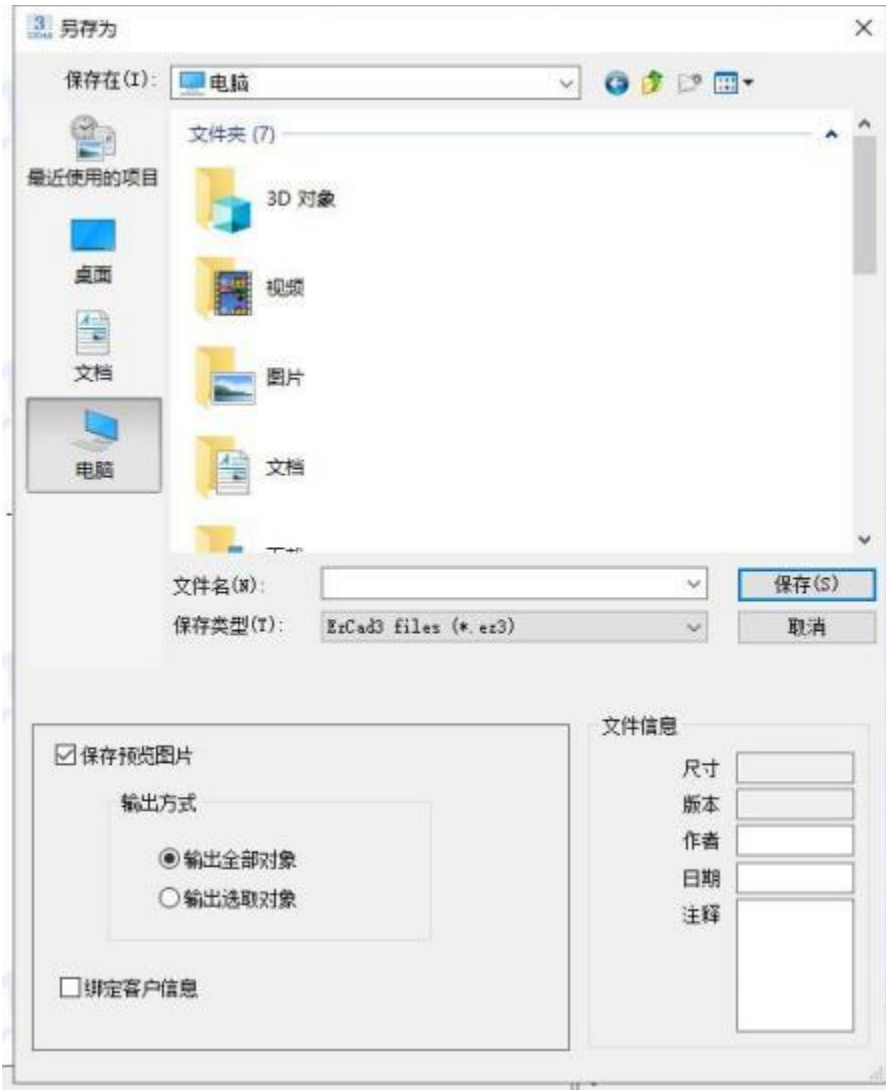 另存为
保存在(I):
电脑
最近使用的项目
桌面
文档
电脑
文件夹 (7)
3D 对象
视频
图片
文档
文件名(N):
保存(S)
保存类型(T):
EzCad3 files (*.ez3)
取消
保存预览图片
输出方式
输出全部对象
输出选取对象
绑定客户信息
文件信息
尺寸
版本
作者
日期
注释